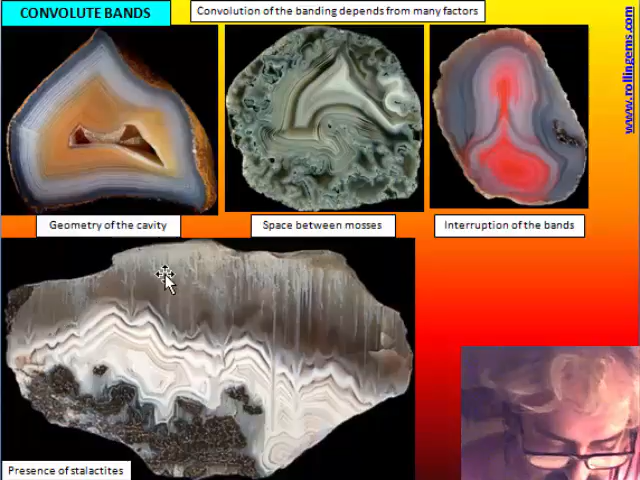 CONVOLUTE BANDS
Convolution of the banding depends from many factors
www.rollingems.com
Geometry of the cavity
Space between mosses
Interruption of the bands
Presence of stalactites